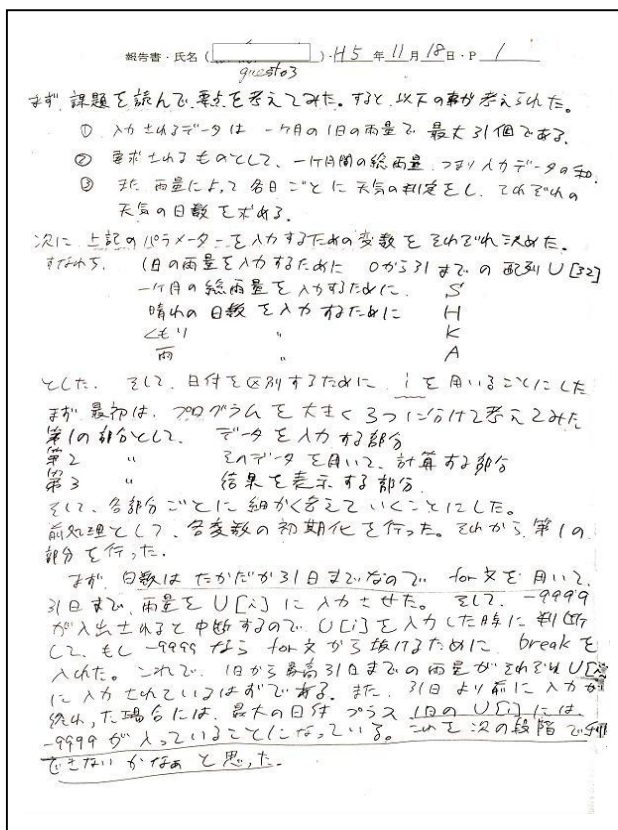 報告書・氏名 ( )・H5 年 11 月 18 日・P 1
guest03
まず 課題を読んで、要点を考えてみた。すると、以下の事が考えられた。
① 入力されるデータは 一ヶ月の1日の雨量で 最大31個である。
② 要求されるものとして、一ヶ月間の総雨量、つまり入力データの和。
③ また 雨量によって 各日ごとに 天気の判定をし、それぞれの
天気の日数を求める。
次に 上記のパラメーターを入力するための変数を それぞれ決めた。
すなわち、 1日の雨量を入力するために 0から31までの 配列 U[32]
一ヶ月の総雨量を入力するために、 S
晴れの日数を入力するために H
くもり 〃 K
雨 〃 A
とした。 そして、日付を区別するために、i を用いることにした
まず 最初は、プログラムを大きく3つに分けて考えてみた
第1の部分として、 データを入力する部分
第2 〃 そのデータを用いて、計算する部分
第3 〃 結果を表示する部分
そして、各部分ごとに細かく考えていくことにした。
前処理として、各変数の初期化を行った。それから、第1の
部分を行った。
まず、日数は たかだか31日までなので for文を用いて、
31日まで、雨量を U[i] に入力させた。 そして、-9999
が入出されると中断するので U[i]を入力した時に 判断
して、もし -9999 なら for文から抜けるために、break を
入れた。 これで、1日から最高31日までの雨量がそれぞれU[i]
に入力されているはずである。また、31日より前に入力が
終わった場合には、最大の日付プラス 1日の U[i]には
-9999が入っていることになっている。これを次の段階で利用
できないかなぁと思った。